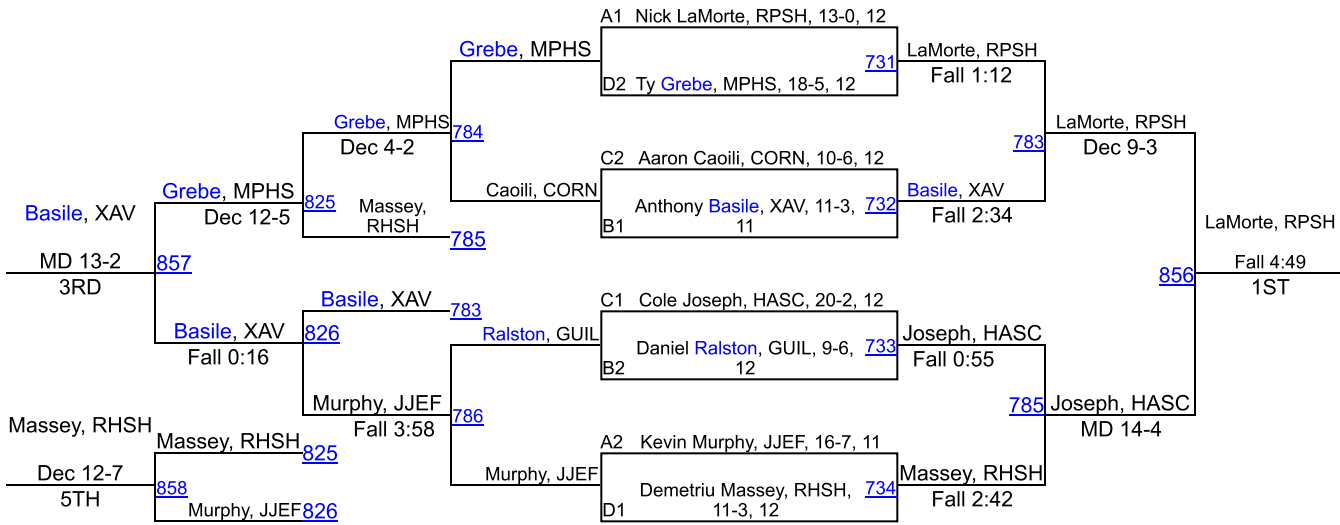 A1 Nick LaMorte, RPSH, 13-0, 12
Grebe, MPHS
731
LaMorte, RPSH
Fall 1:12
D2 Ty Grebe, MPHS, 18-5, 12
Grebe, MPHS
Dec 4-2
784
783
LaMorte, RPSH
Dec 9-3
C2 Aaron Caoili, CORN, 10-6, 12
Grebe, MPHS
Dec 12-5
825
Massey,
RHSH
785
Caoili, CORN
Anthony Basile, XAV, 11-3,
11
B1
732
Basile, XAV
Fall 2:34
Basile, XAV
MD 13-2
3RD
857
LaMorte, RPSH
Fall 4:49
1ST
856
C1 Cole Joseph, HASC, 20-2, 12
Basile, XAV
783
Basile, XAV
Fall 0:16
826
Ralston, GUIL
Daniel Ralston, GUIL, 9-6,
12
B2
733
Joseph, HASC
Fall 0:55
Murphy, JJEF
Fall 3:58
786
785
Joseph, HASC
MD 14-4
Massey, RHSH
Dec 12-7
5TH
Massey, RHSH
825
858
Murphy, JJEF
826
A2 Kevin Murphy, JJEF, 16-7, 11
Murphy, JJEF
Demetriu Massey, RHSH,
11-3, 12
D1
734
Massey, RHSH
Fall 2:42